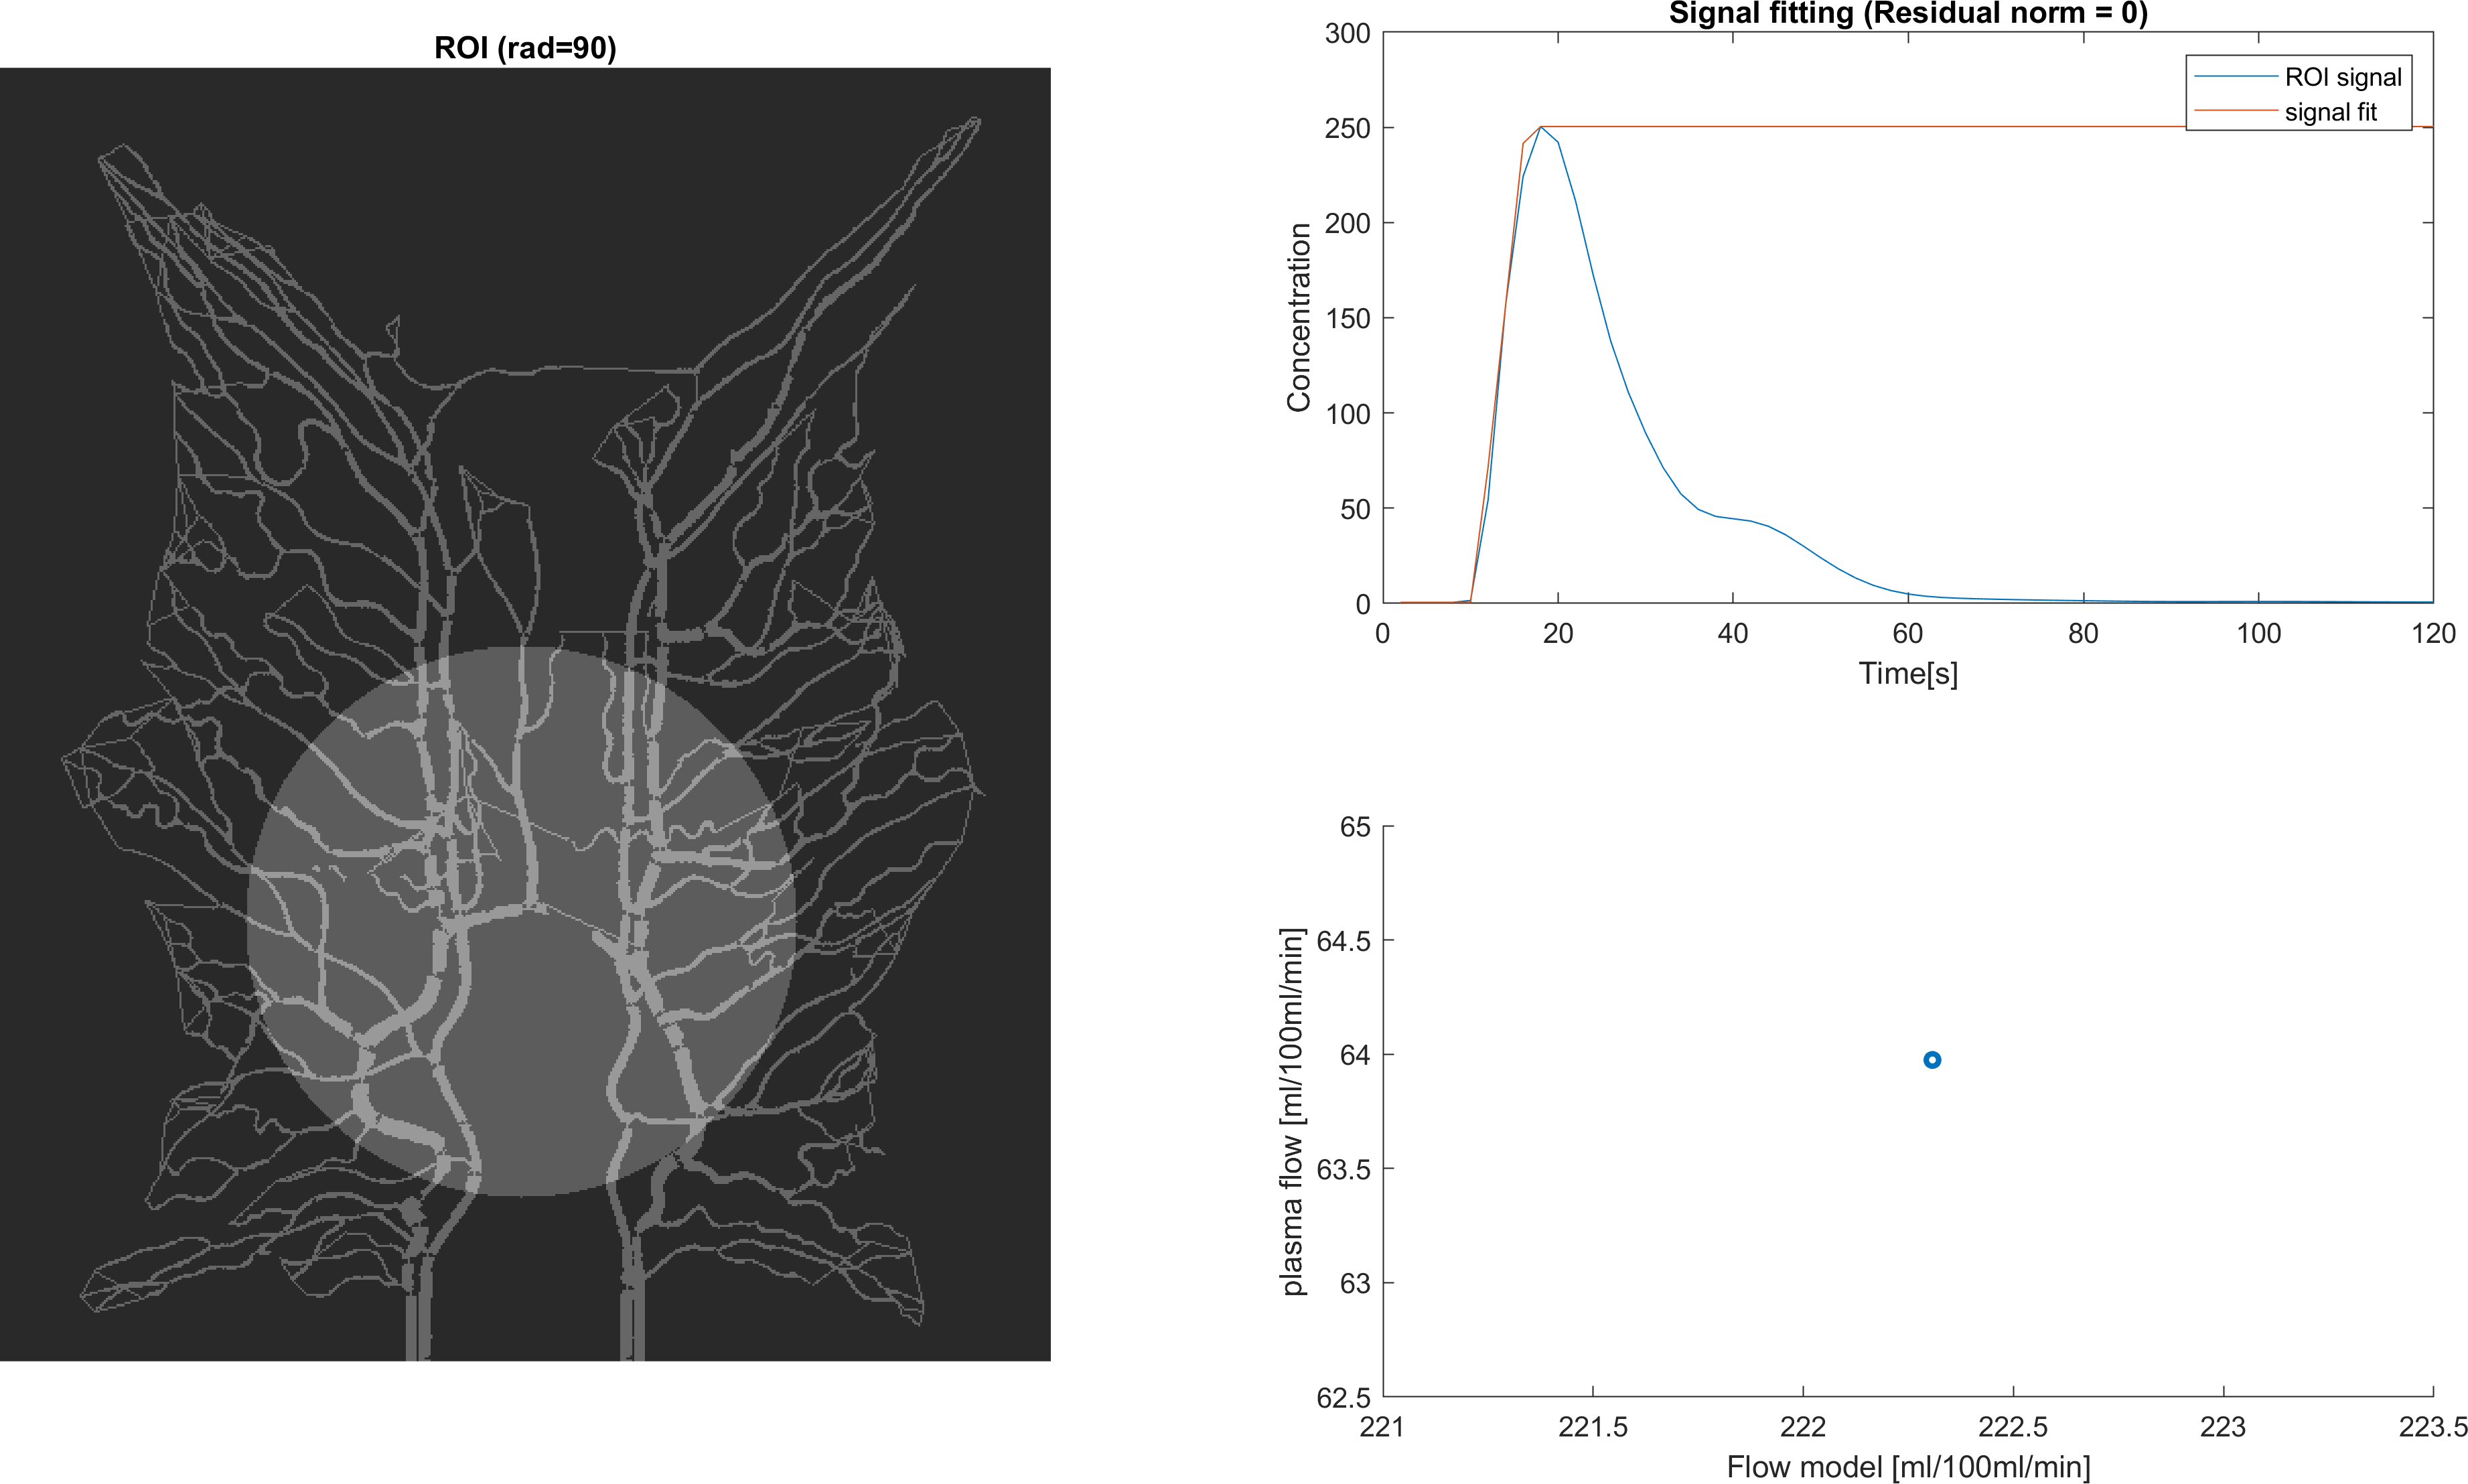 ROI (rad=90)
Signal fitting (Residual norm = 0)
300
250
200
150
100
50
0
Concentration
ROI signal
signal fit
0 20 40 60 80 100 120
Time[s]
65
64.5
64
63.5
63
62.5
plasma flow [ml/100ml/min]
221 221.5 222 222.5 223 223.5
Flow model [ml/100ml/min]